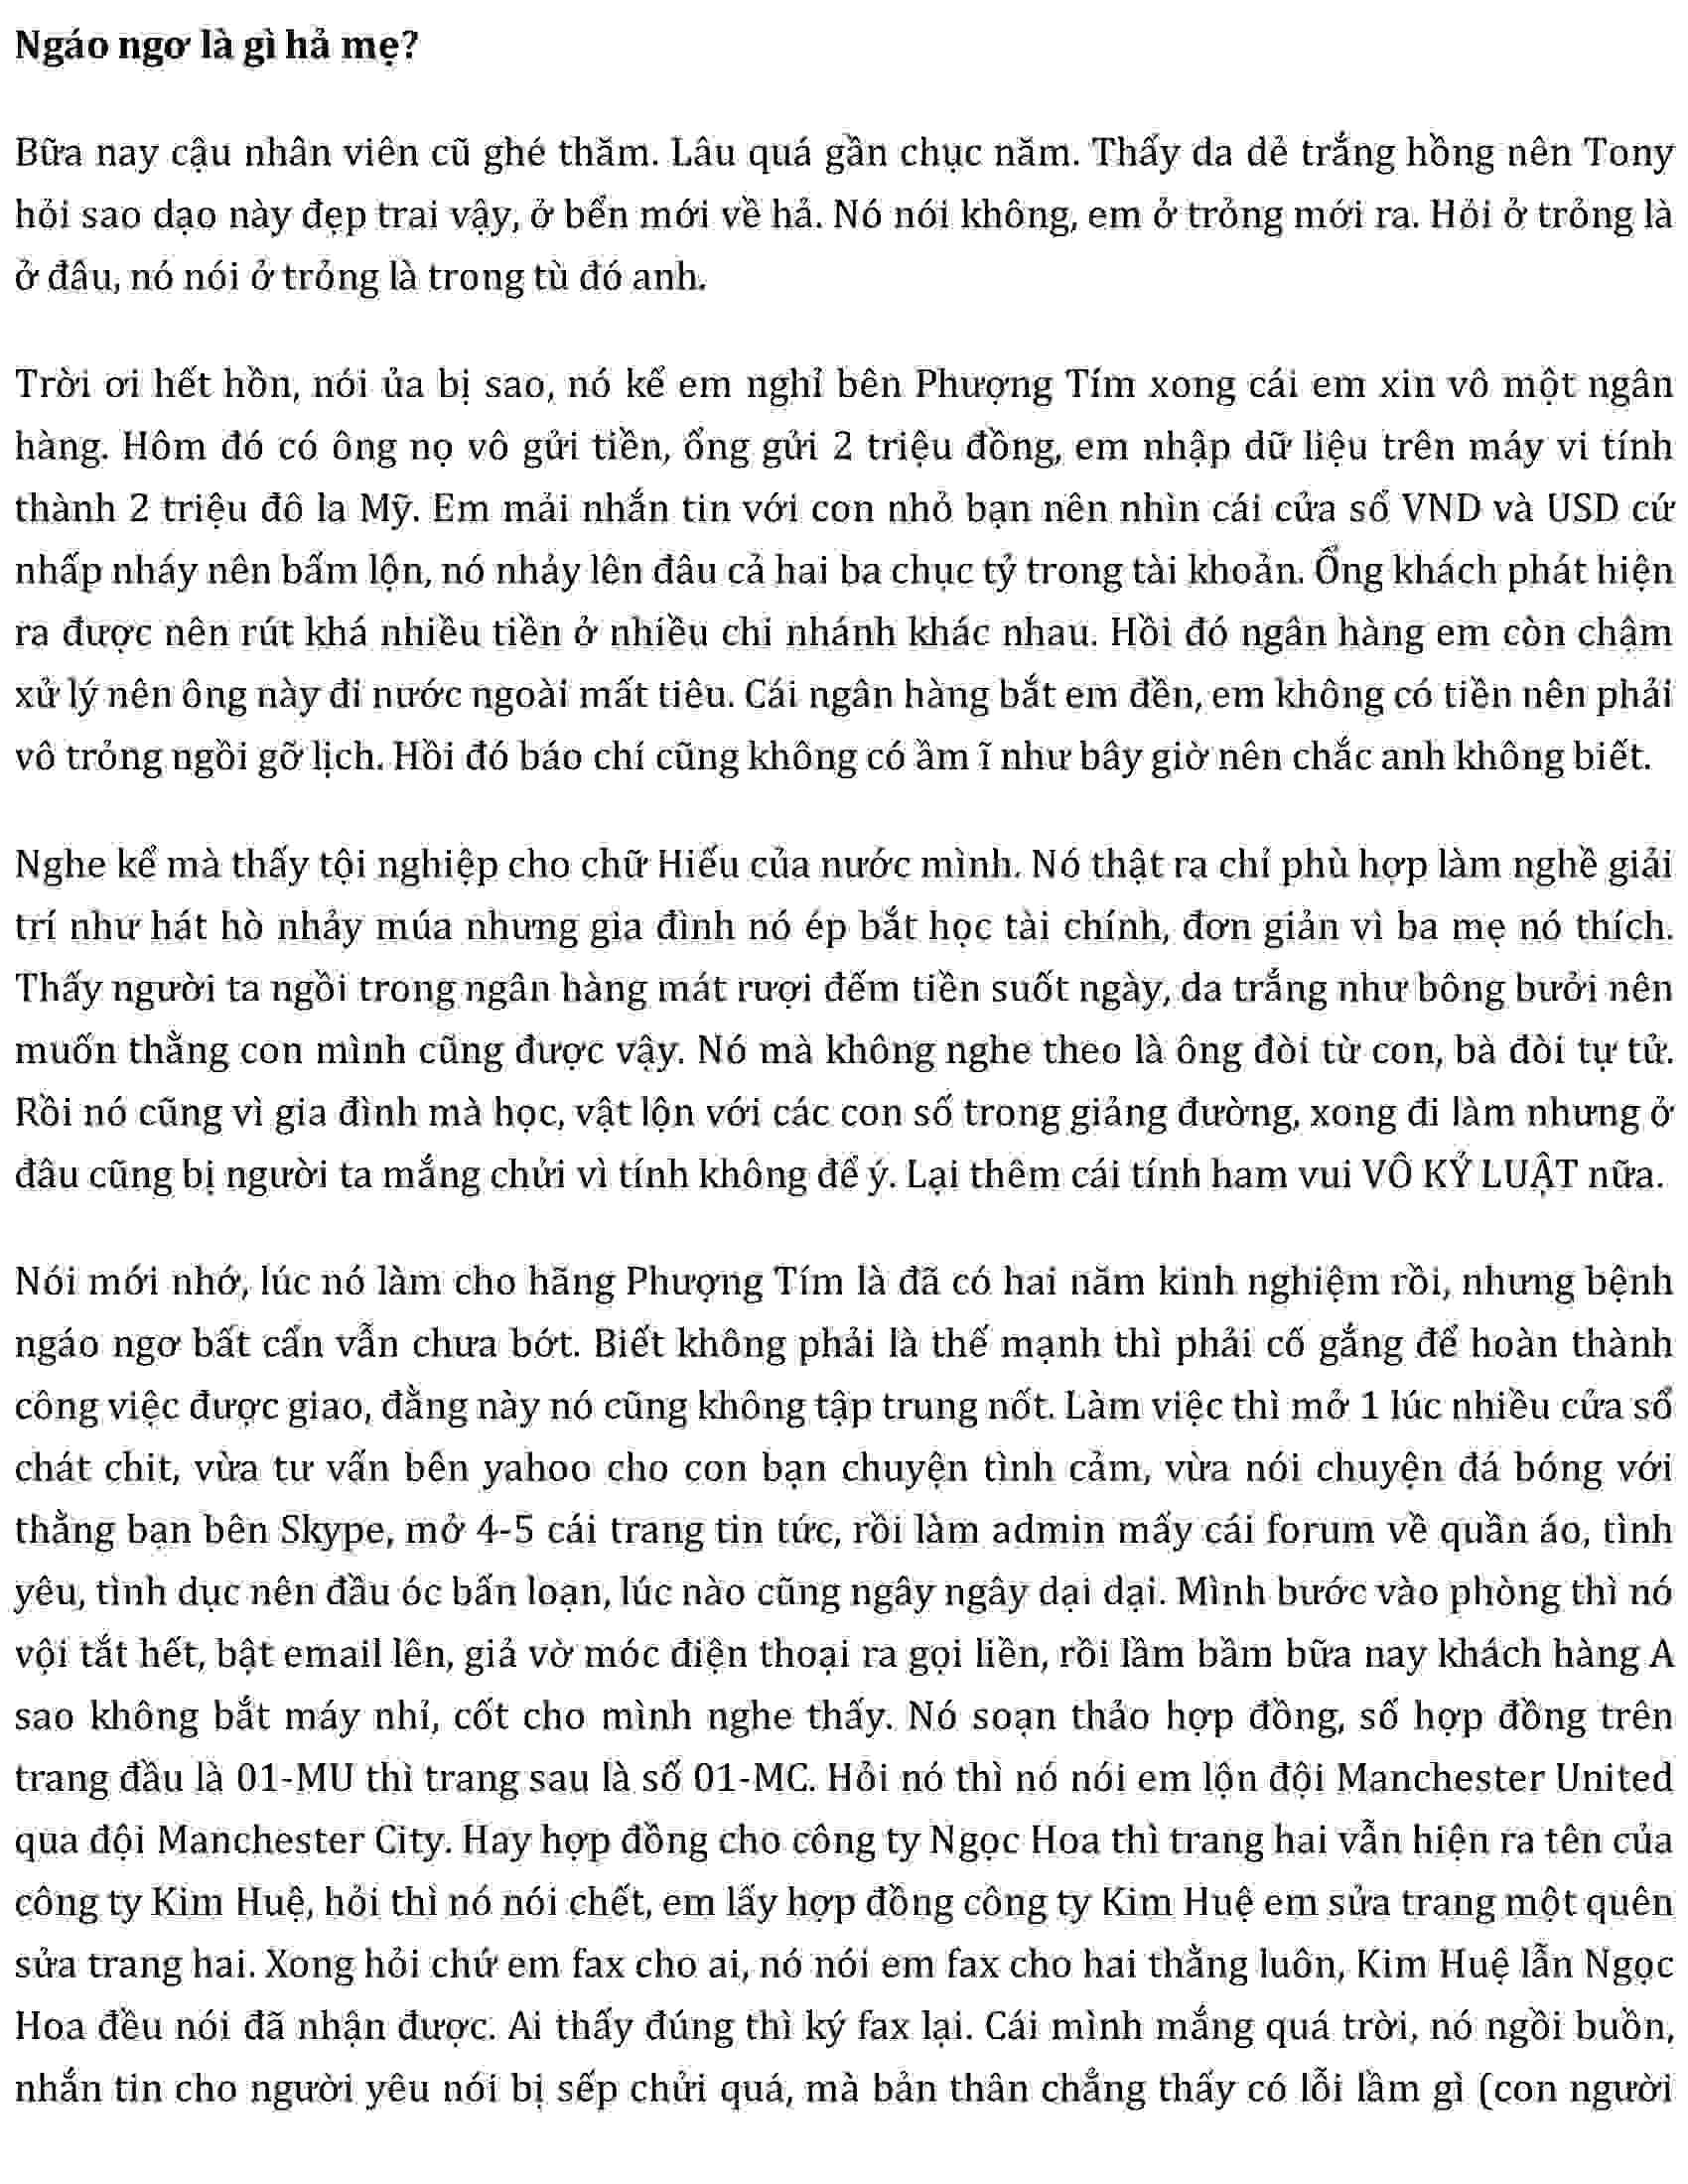 Ngáo ngơ là gì hả mẹ?
Bữa nay cậu nhân viên cũ ghé thăm. Lâu quá gần chục năm. Thấy da dẻ trắng hồng nên Tony
hỏi sao dạo này đẹp trai vậy, ở bển mới về hả. Nó nói không, em ở trỏng mới ra. Hỏi ở trỏng là
ở đâu, nó nói ở trỏng là trong tù đó anh.
Trời ơi hết hồn, nói ủa bị sao, nó kể em nghỉ bên Phượng Tím xong cái em xin vô một ngân
hàng. Hôm đó có ông nọ vô gửi tiền, ổng gửi 2 triệu đồng, em nhập dữ liệu trên máy vi tính
thành 2 triệu đô la Mỹ. Em mải nhắn tin với con nhỏ bạn nên nhìn cái cửa sổ VND và USD cứ
nhấp nháy nên bấm lộn, nó nhảy lên đâu cả hai ba chục tỷ trong tài khoản. Ổng khách phát hiện
ra được nên rút khá nhiều tiền ở nhiều chi nhánh khác nhau. Hồi đó ngân hàng em còn chậm
xử lý nên ông này đi nước ngoài mất tiêu. Cái ngân hàng bắt em đền, em không có tiền nên phải
vô trỏng ngồi gỡ lịch. Hồi đó báo chí cũng không có ầm ĩ như bây giờ nên chắc anh không biết.
Nghe kể mà thấy tội nghiệp cho chữ Hiếu của nước mình. Nó thật ra chỉ phù hợp làm nghề giải
trí như hát hò nhảy múa nhưng gia đình nó ép bắt học tài chính, đơn giản vì ba mẹ nó thích.
Thấy người ta ngồi trong ngân hàng mát rượi đếm tiền suốt ngày, da trắng như bông bưởi nên
muốn thằng con mình cũng được vậy. Nó mà không nghe theo là ông đòi từ con, bà đòi tự tử.
Rồi nó cũng vì gia đình mà học, vật lộn với các con số trong giảng đường, xong đi làm nhưng ở
đâu cũng bị người ta mắng chửi vì tính không để ý. Lại thêm cái tính ham vui VÔ KỶ LUẬT nữa.
Nói mới nhớ, lúc nó làm cho hãng Phượng Tím là đã có hai năm kinh nghiệm rồi, nhưng bệnh
ngáo ngơ bất cẩn vẫn chưa bớt. Biết không phải là thế mạnh thì phải cố gắng để hoàn thành
công việc được giao, đằng này nó cũng không tập trung nốt. Làm việc thì mở 1 lúc nhiều cửa sổ
chát chit, vừa tư vấn bên yahoo cho con bạn chuyện tình cảm, vừa nói chuyện đá bóng với
thằng bạn bên Skype, mở 4-5 cái trang tin tức, rồi làm admin mấy cái forum về quần áo, tình
yêu, tình dục nên đầu óc bấn loạn, lúc nào cũng ngây ngây dại dại. Mình bước vào phòng thì nó
vội tắt hết, bật email lên, giả vờ móc điện thoại ra gọi liền, rồi lầm bầm bữa nay khách hàng A
sao không bắt máy nhỉ, cốt cho mình nghe thấy. Nó soạn thảo hợp đồng, số hợp đồng trên
trang đầu là 01-MU thì trang sau là số 01-MC. Hỏi nó thì nó nói em lộn đội Manchester United
qua đội Manchester City. Hay hợp đồng cho công ty Ngọc Hoa thì trang hai vẫn hiện ra tên của
công ty Kim Huệ, hỏi thì nó nói chết, em lấy hợp đồng công ty Kim Huệ em sửa trang một quên
sửa trang hai. Xong hỏi chứ em fax cho ai, nó nói em fax cho hai thằng luôn, Kim Huệ lẫn Ngọc
Hoa đều nói đã nhận được. Ai thấy đúng thì ký fax lại. Cái mình mắng quá trời, nó ngồi buồn,
nhắn tin cho người yêu nói bị sếp chửi quá, mà bản thân chẳng thấy có lỗi lầm gì (con người